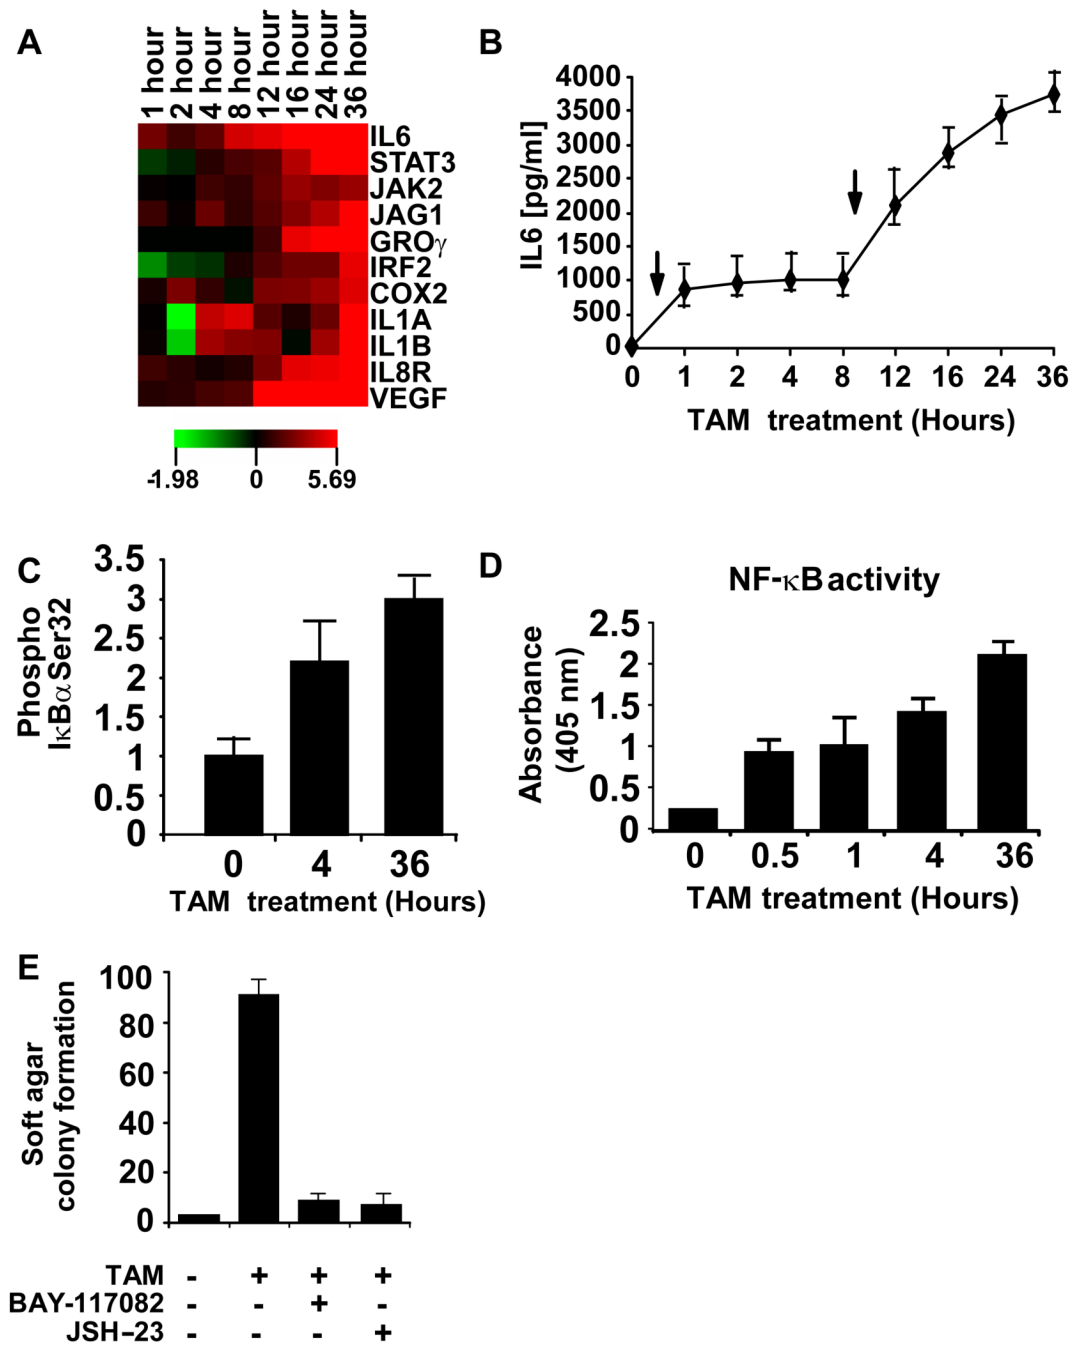 A
1 hour
2 hour
4 hour
8 hour
12 hour
16 hour
24 hour
36 hour
IL6
STAT3
JAK2
JAG1
GROγ
IRF2
COX2
IL1A
IL1B
IL8R
VEGF
-1.98 0 5.69
B
IL6 [pg/ml]
4000
3500
3000
2500
2000
1500
1000
500
0
0 1 2 4 8 12 16 24 36
TAM treatment (Hours)
C
Phospho
IκBαSer32
3.5
3
2.5
2
1.5
1
0.5
0
0 4 36
TAM treatment (Hours)
D
NF-κB activity
Absorbance
(405 nm)
2.5
2
1.5
1
0.5
0
0 0.5 1 4 36
TAM treatment (Hours)
E
Soft agar
colony formation
100
80
60
40
20
0
TAM - + + +
BAY-117082 - - + -
JSH-23 - - - +